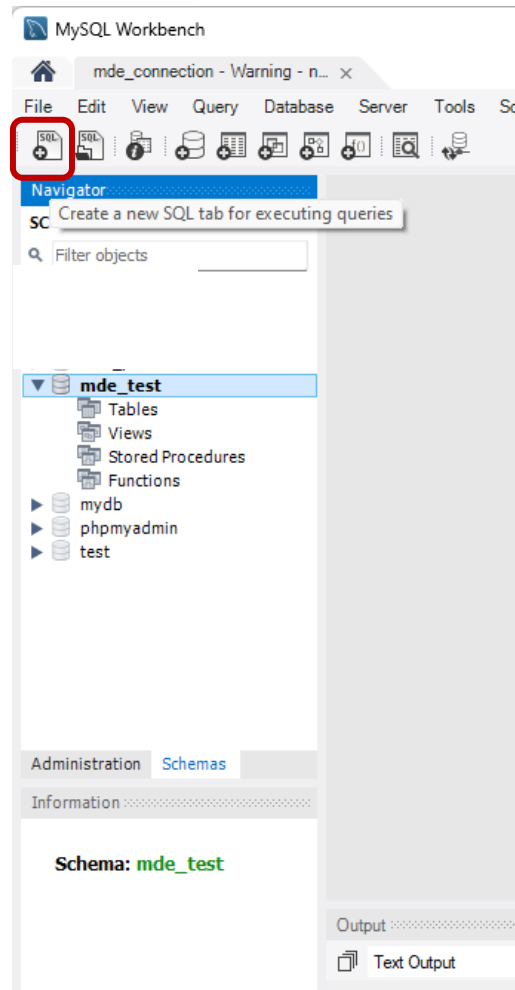 MySQL Workbench
mde_connection - Warning - n...
File Edit View Query Database Server Tools
SQL SQL
Navigator
Create a new SQL tab for executing queries
SC
Filter objects
mde_test
Tables
Views
Stored Procedures
Functions
mydb
phpmyadmin
test
Administration Schemas
Information
Schema: mde_test
Output
Text Output